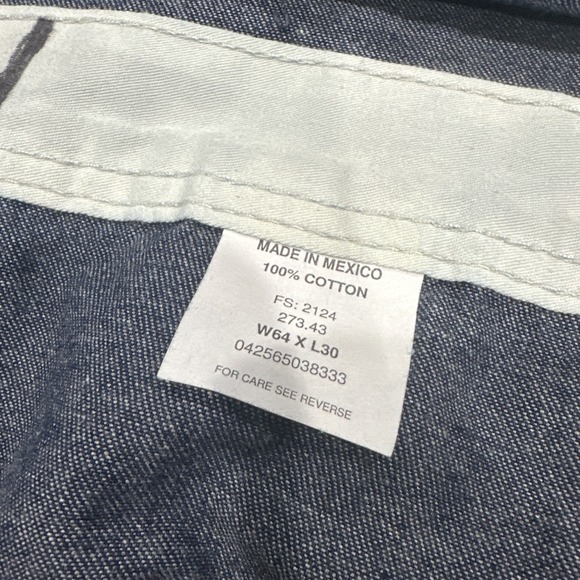 MADE IN MEXICO
100% COTTON
FS: 2124
273.43
W64 X L30
042565038333
FOR CARE SEE REVERSE